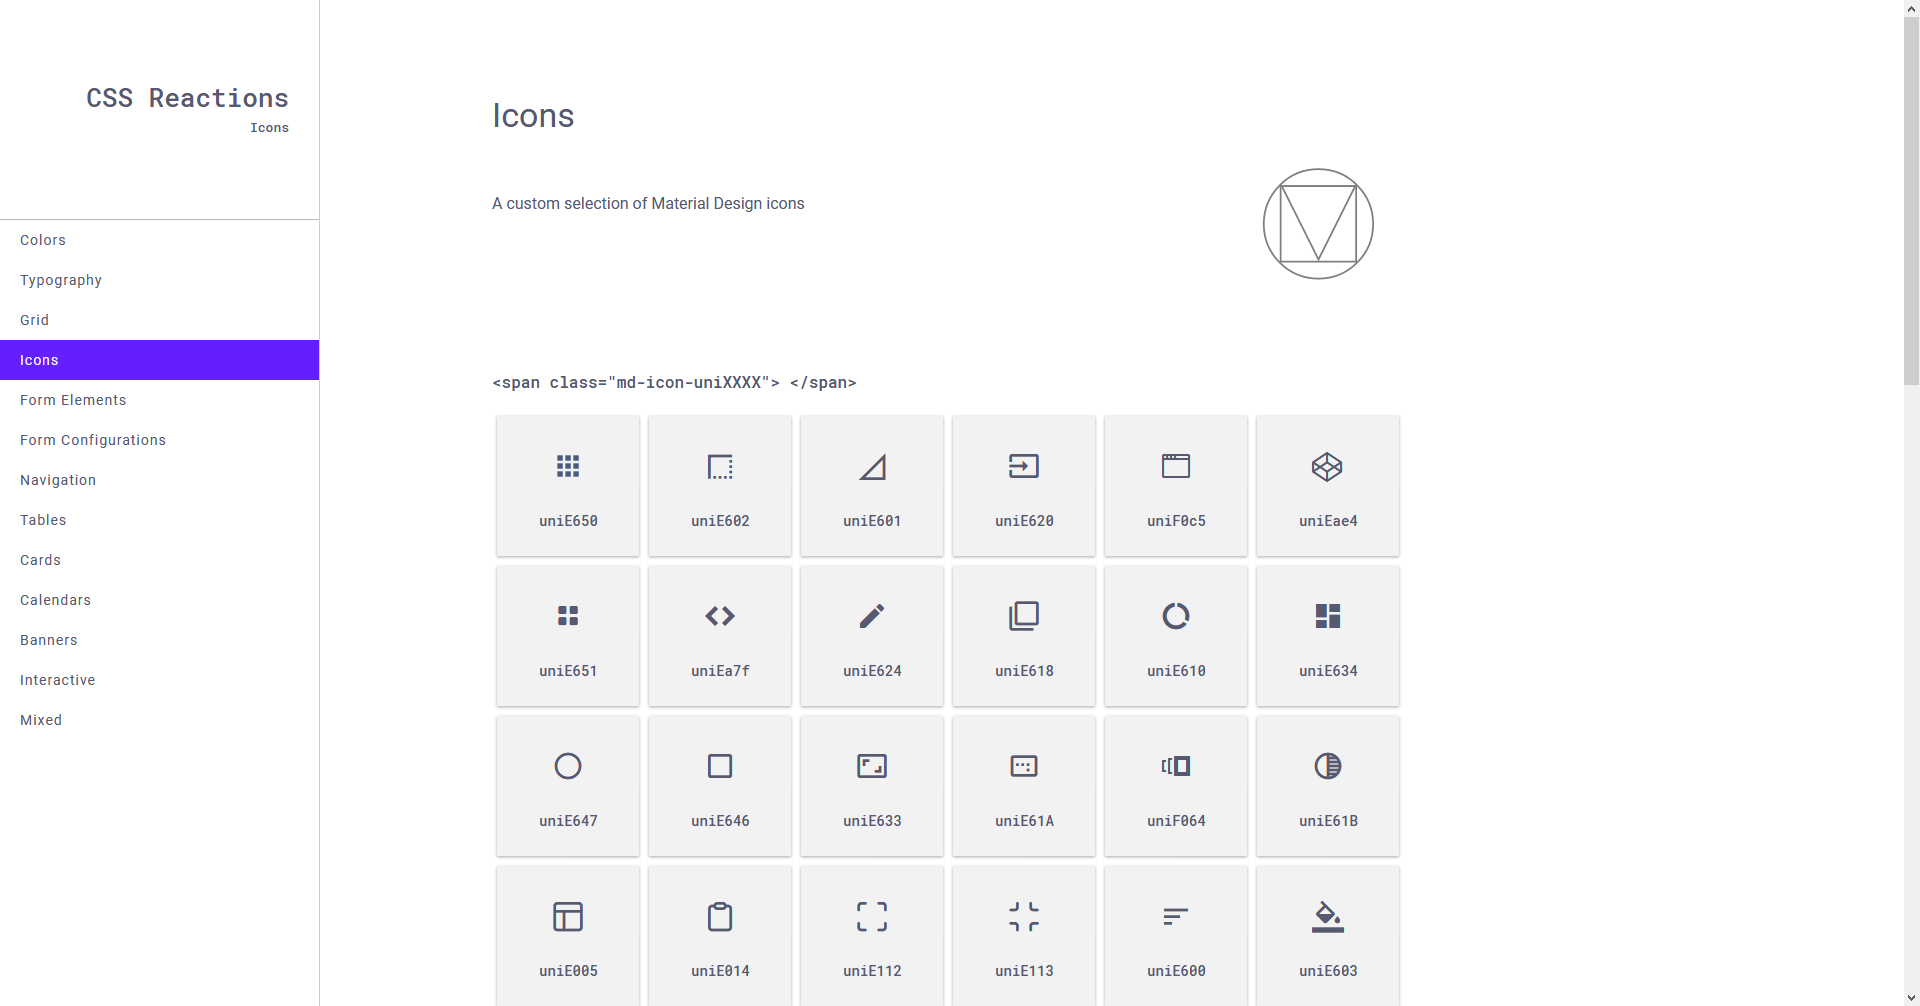 CSS Reactions
Icons
Colors
Typography
Grid
Icons
Form Elements
Form Configurations
Navigation
Tables
Cards
Calendars
Banners
Interactive
Mixed
Icons
A custom selection of Material Design icons
<span class="md-icon-uniXXXX"> </span>
uniE650 uniE602 uniE601 uniE620 uniF0c5 uniEae4
uniE651 uniEa7f uniE624 uniE618 uniE610 uniE634
uniE647 uniE646 uniE633 uniE61A uniF064 uniE61B
uniE005 uniE014 uniE112 uniE113 uniE600 uniE603